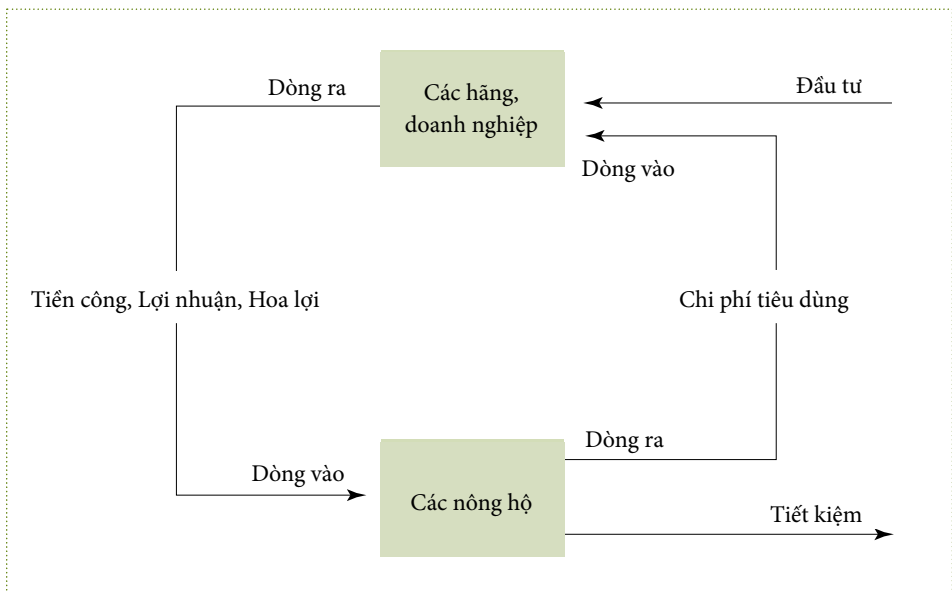 Dòng ra
Các hãng,
doanh nghiệp
Đầu tư
Dòng vào
Tiền công, Lợi nhuận, Hoa lợi
Chi phí tiêu dùng
Dòng ra
Dòng vào
Các nông hộ
Tiết kiệm